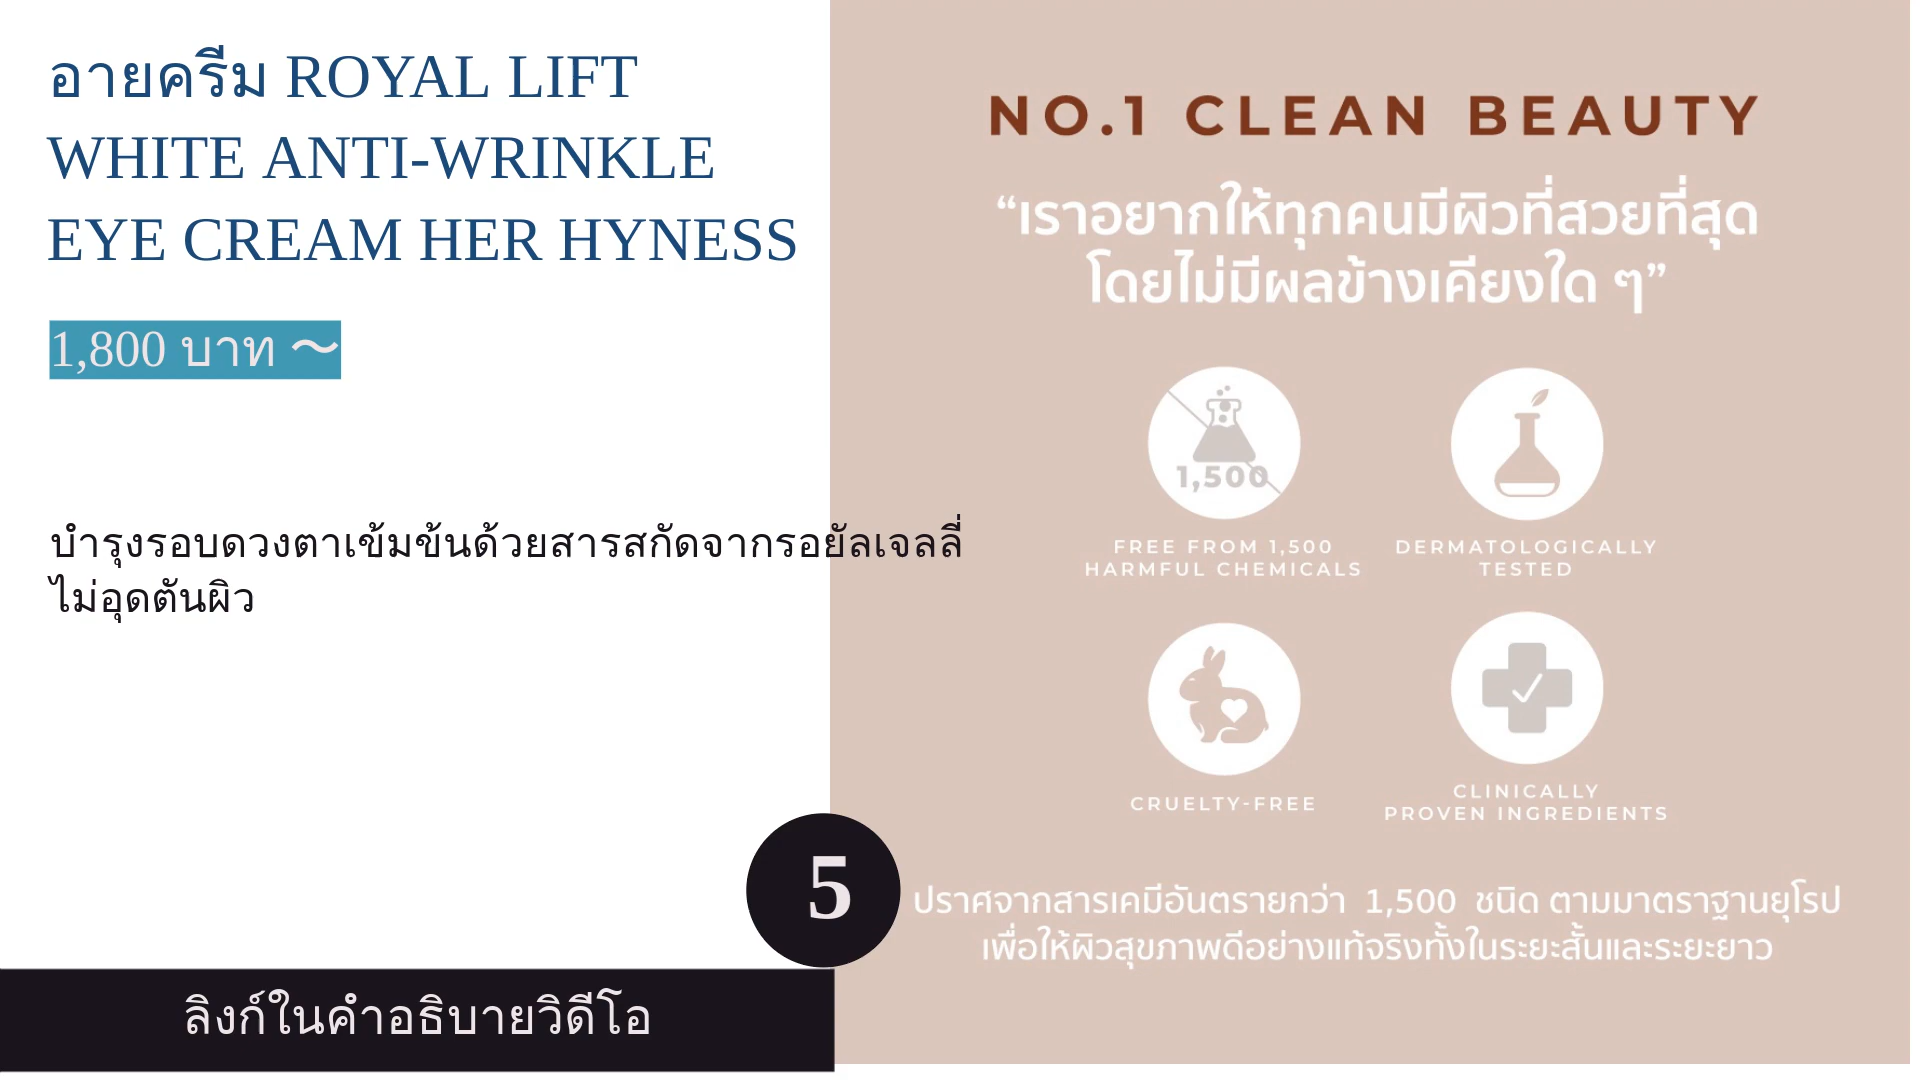 อายครีม ROYAL LIFT
WHITE ANTI-WRINKLE
EYE CREAM HER HYNESS
1,800 บาท ～
บำรุงรอบดวงตาเข้มข้นด้วยสารสกัดจากรอยัลเจลลี่
ไม่อุดตันผิว
5
ลิงก์ในคำอธิบายวิดีโอ
NO.1 CLEAN BEAUTY
“เราอยากให้ทุกคนมีผิวที่สวยที่สุด
โดยไม่มีผลข้างเคียงใด ๆ”
1,500
FREE FROM 1,500
HARMFUL CHEMICALS
DERMATOLOGICALLY
TESTED
CRUELTY-FREE
CLINICALLY
PROVEN INGREDIENTS
ปราศจากสารเคมีอันตรายกว่า 1,500 ชนิด ตามมาตราฐานยุโรป
เพื่อให้ผิวสุขภาพดีอย่างแท้จริงทั้งในระยะสั้นและระยะยาว